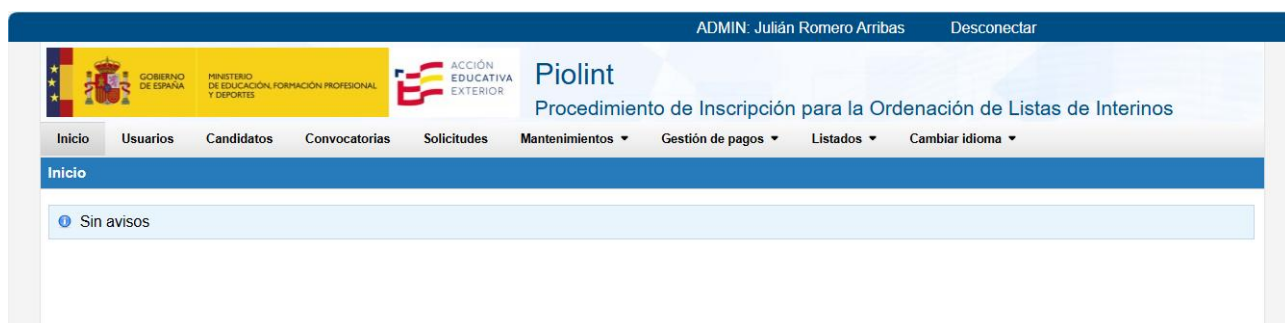 ADMIN: Julián Romero Arribas Desconectar
GOBIERNO
DE ESPAÑA
MINISTERIO
DE EDUCACIÓN, FORMACIÓN PROFESIONAL
Y DEPORTES
ACCIÓN
EDUCATIVA
EXTERIOR
Piolint
Procedimiento de Inscripción para la Ordenación de Listas de Interinos
Inicio Usuarios Candidatos Convocatorias Solicitudes Mantenimientos Gestión de pagos Listados Cambiar idioma
Inicio
Sin avisos